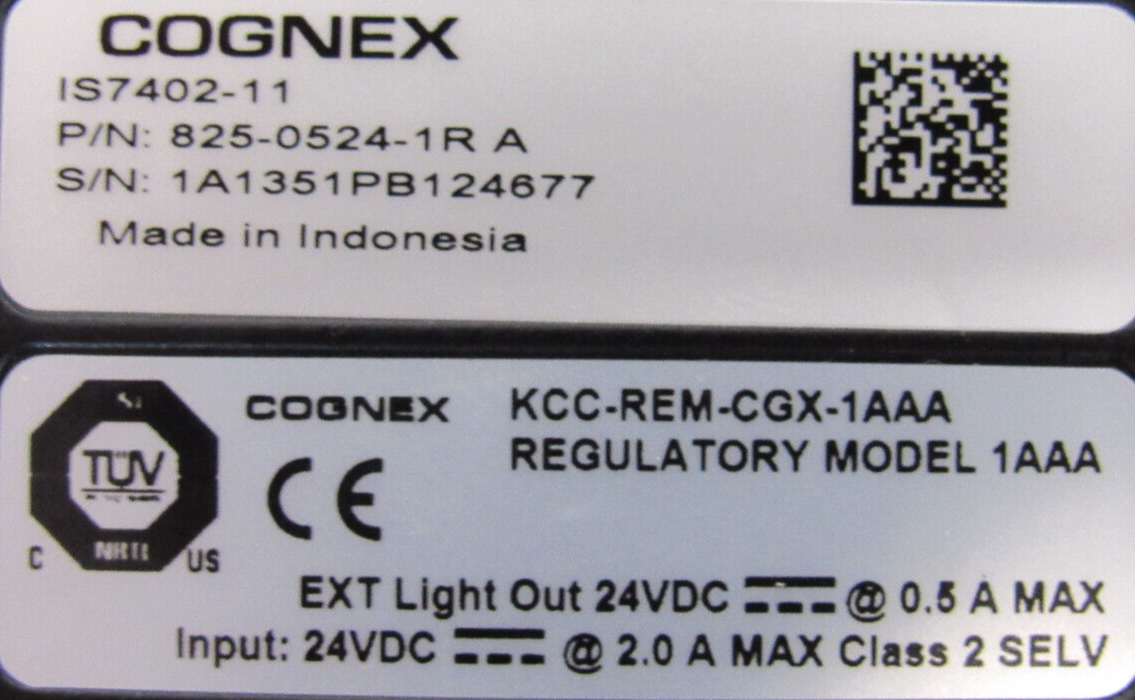 COGNEX
IS7402-11
P/N: 825-0524-1R A
S/N: 1A1351PB124677
Made in Indonesia
COGNEX
KCC-REM-CGX-1AAA
REGULATORY MODEL 1AAA
TÜV
CE
C NRTL US
EXT Light Out 24VDC @ 0.5 A MAX
Input: 24VDC @ 2.0 A MAX Class 2 SELV